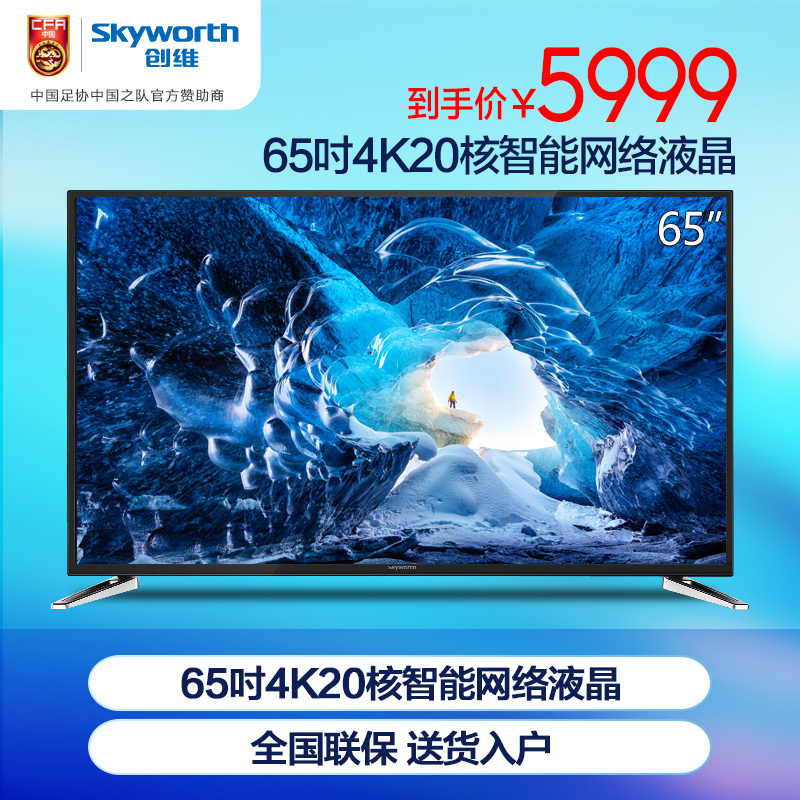 CFA
中国
Skyworth
创维
中国足协中国之队官方赞助商
到手价¥5999
65吋4K20核智能网络液晶
65"
Skyworth
65吋4K20核智能网络液晶
全国联保 送货入户